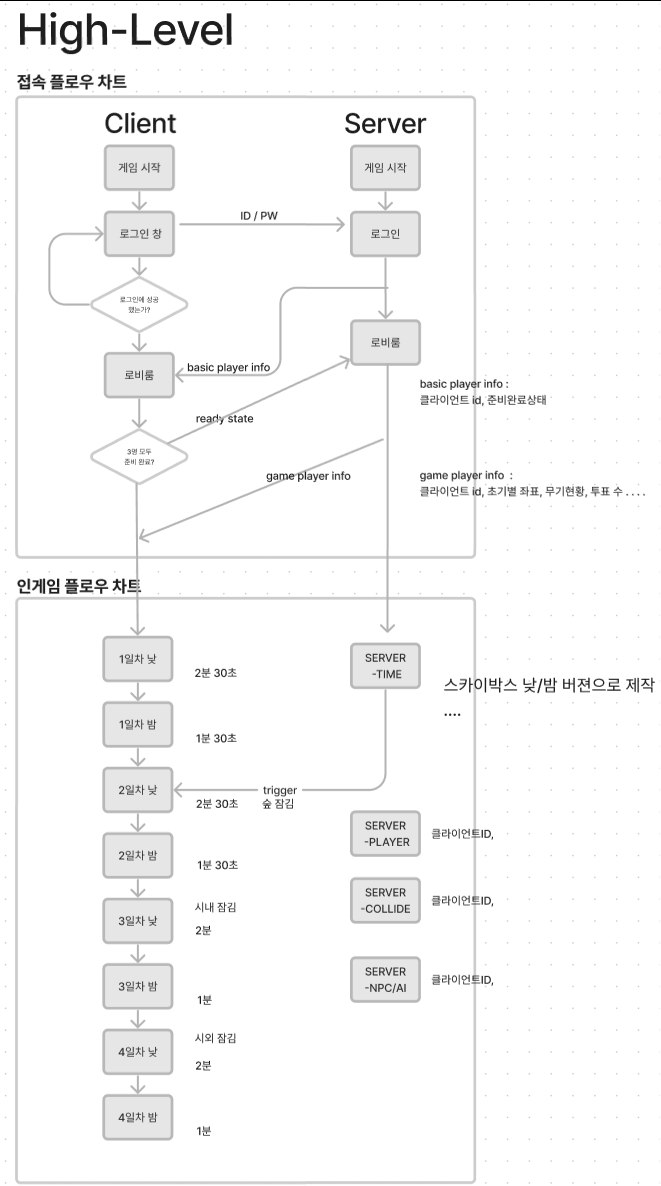 High-Level
접속 플로우 차트
Client
Server
게임 시작
게임 시작
ID / PW
로그인 창
로그인
로그인에 성공
했는가?
로비룸
basic player info
로비룸
basic player info :
클라이언트 id, 준비완료상태
ready state
3명 모두
준비 완료?
game player info
game player info :
클라이언트 id, 초기별 좌표, 무기현황, 투표 수 . . . .
인게임 플로우 차트
1일차 낮
2분 30초
SERVER
-TIME
스카이박스 낮/밤 버젼으로 제작
....
1일차 밤
1분 30초
2일차 낮
2분 30초
trigger
숲 잠김
SERVER
-PLAYER
클라이언트ID,
2일차 밤
1분 30초
SERVER
-COLLIDE
클라이언트ID,
3일차 낮
시내 잠김
2분
SERVER
-NPC/AI
클라이언트ID,
3일차 밤
1분
4일차 낮
시외 잠김
2분
4일차 밤
1분